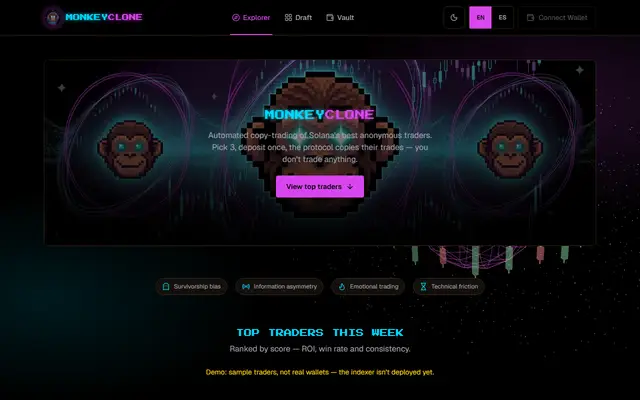 MONKEYCLONE
Explorer
Draft
Vault
EN
ES
Connect Wallet
MONKEYCLONE
Automated copy-trading of Solana's best anonymous traders.
Pick 3, deposit once, the protocol copies their trades — you
don't trade anything.
View top traders ↓
Survivorship bias
Information asymmetry
Emotional trading
Technical friction
TOP TRADERS THIS WEEK
Ranked by score — ROI, win rate and consistency.
Demo: sample traders, not real wallets — the indexer isn't deployed yet.